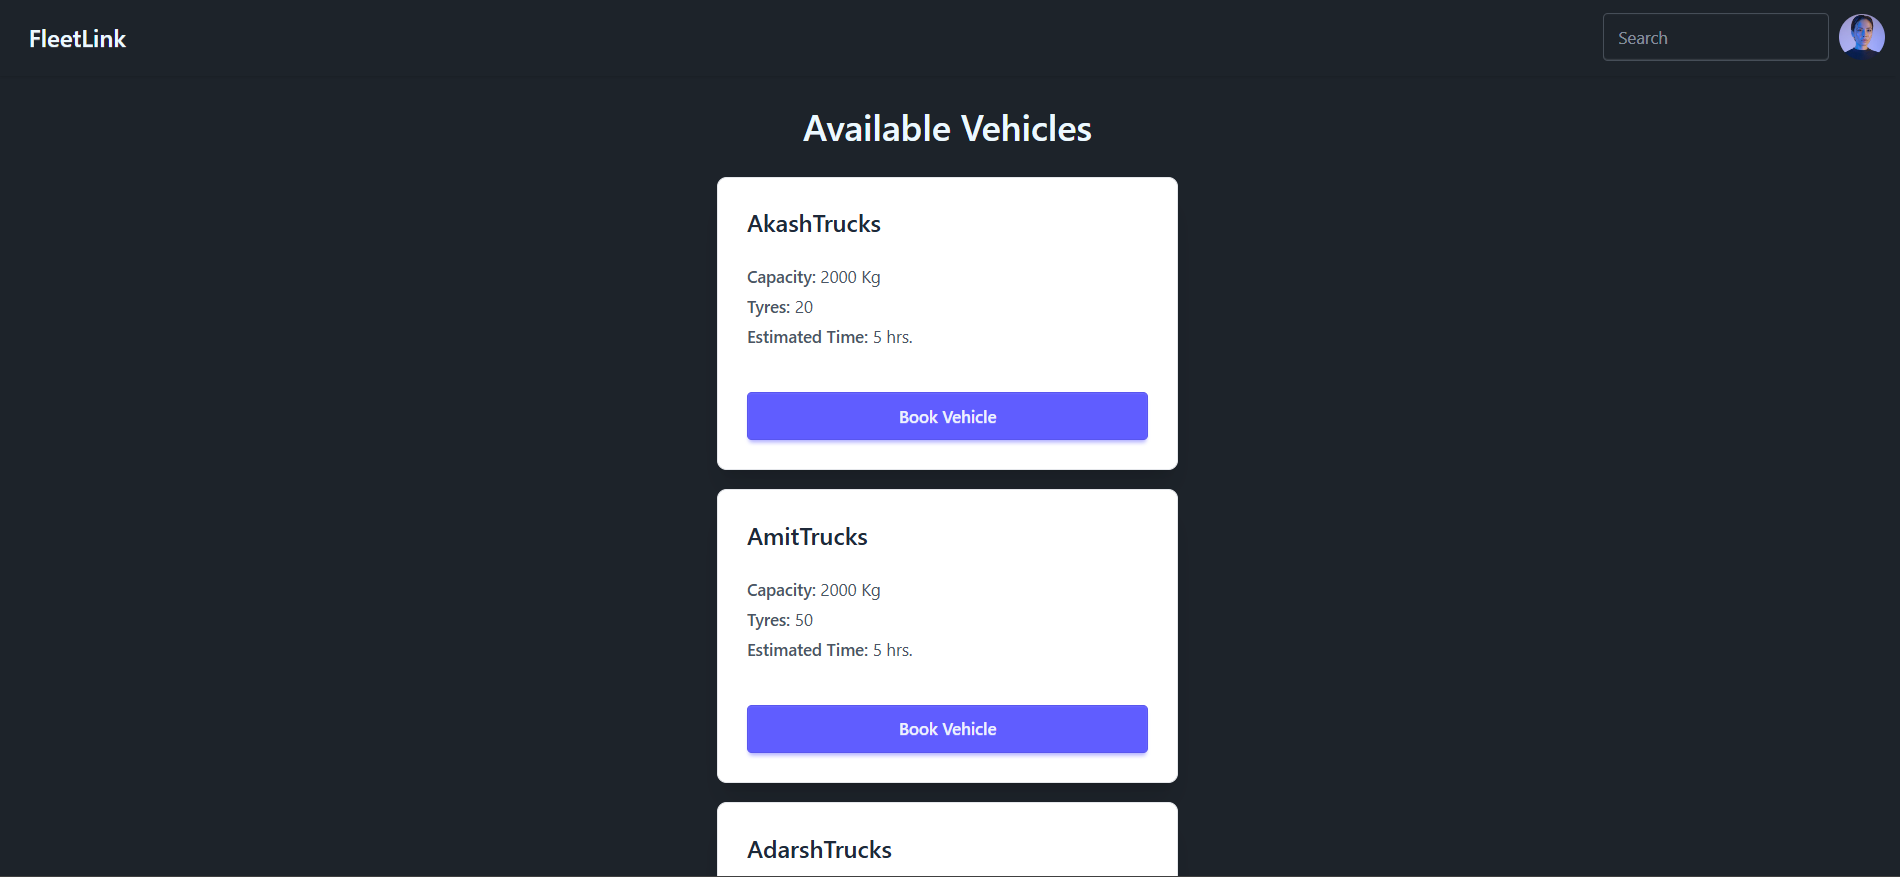 FleetLink
Search
Available Vehicles
AkashTrucks
Capacity: 2000 Kg
Tyres: 20
Estimated Time: 5 hrs.
Book Vehicle
AmitTrucks
Capacity: 2000 Kg
Tyres: 50
Estimated Time: 5 hrs.
Book Vehicle
AdarshTrucks